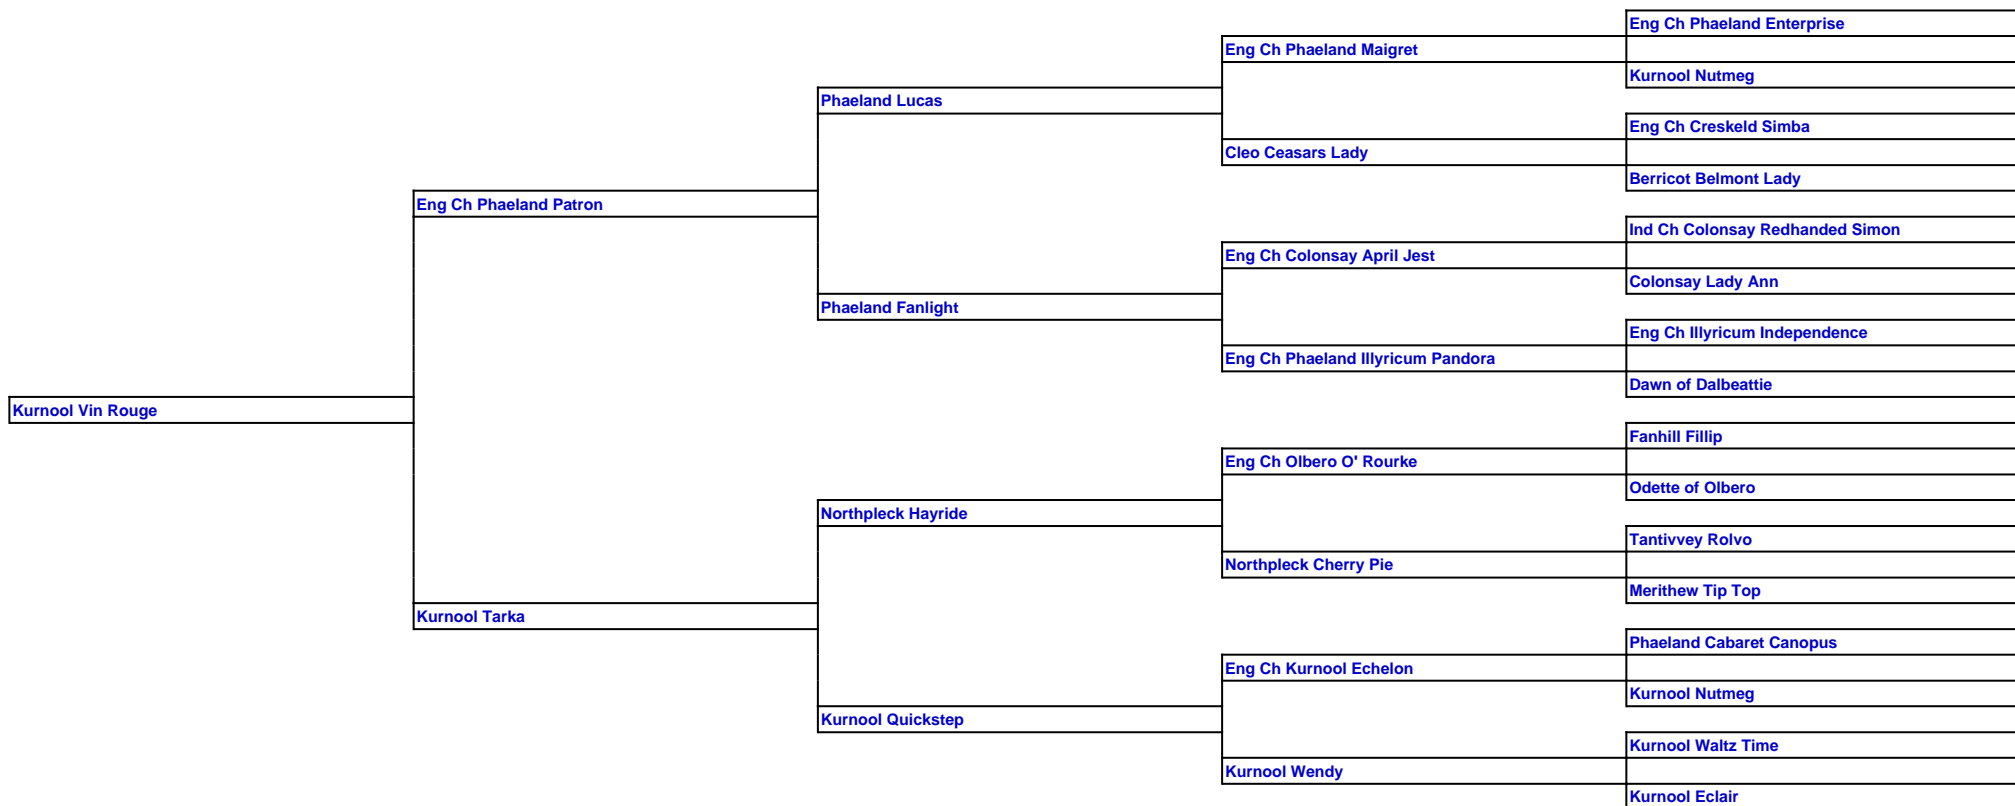 Eng Ch Phaeland Enterprise
Eng Ch Phaeland Maigret
Kurnool Nutmeg
Phaeland Lucas
Eng Ch Creskeld Simba
Cleo Ceasars Lady
Berricot Belmont Lady
Eng Ch Phaeland Patron
Ind Ch Colonsay Redhanded Simon
Eng Ch Colonsay April Jest
Colonsay Lady Ann
Phaeland Fanlight
Eng Ch Illyricum Independence
Eng Ch Phaeland Illyricum Pandora
Dawn of Dalbeattie
Kurnool Vin Rouge
Fanhill Fillip
Eng Ch Olbero O' Rourke
Odette of Olbero
Northpleck Hayride
Tantivvey Rolvo
Northpleck Cherry Pie
Merithew Tip Top
Kurnool Tarka
Phaeland Cabaret Canopus
Eng Ch Kurnool Echelon
Kurnool Nutmeg
Kurnool Quickstep
Kurnool Waltz Time
Kurnool Wendy
Kurnool Eclair